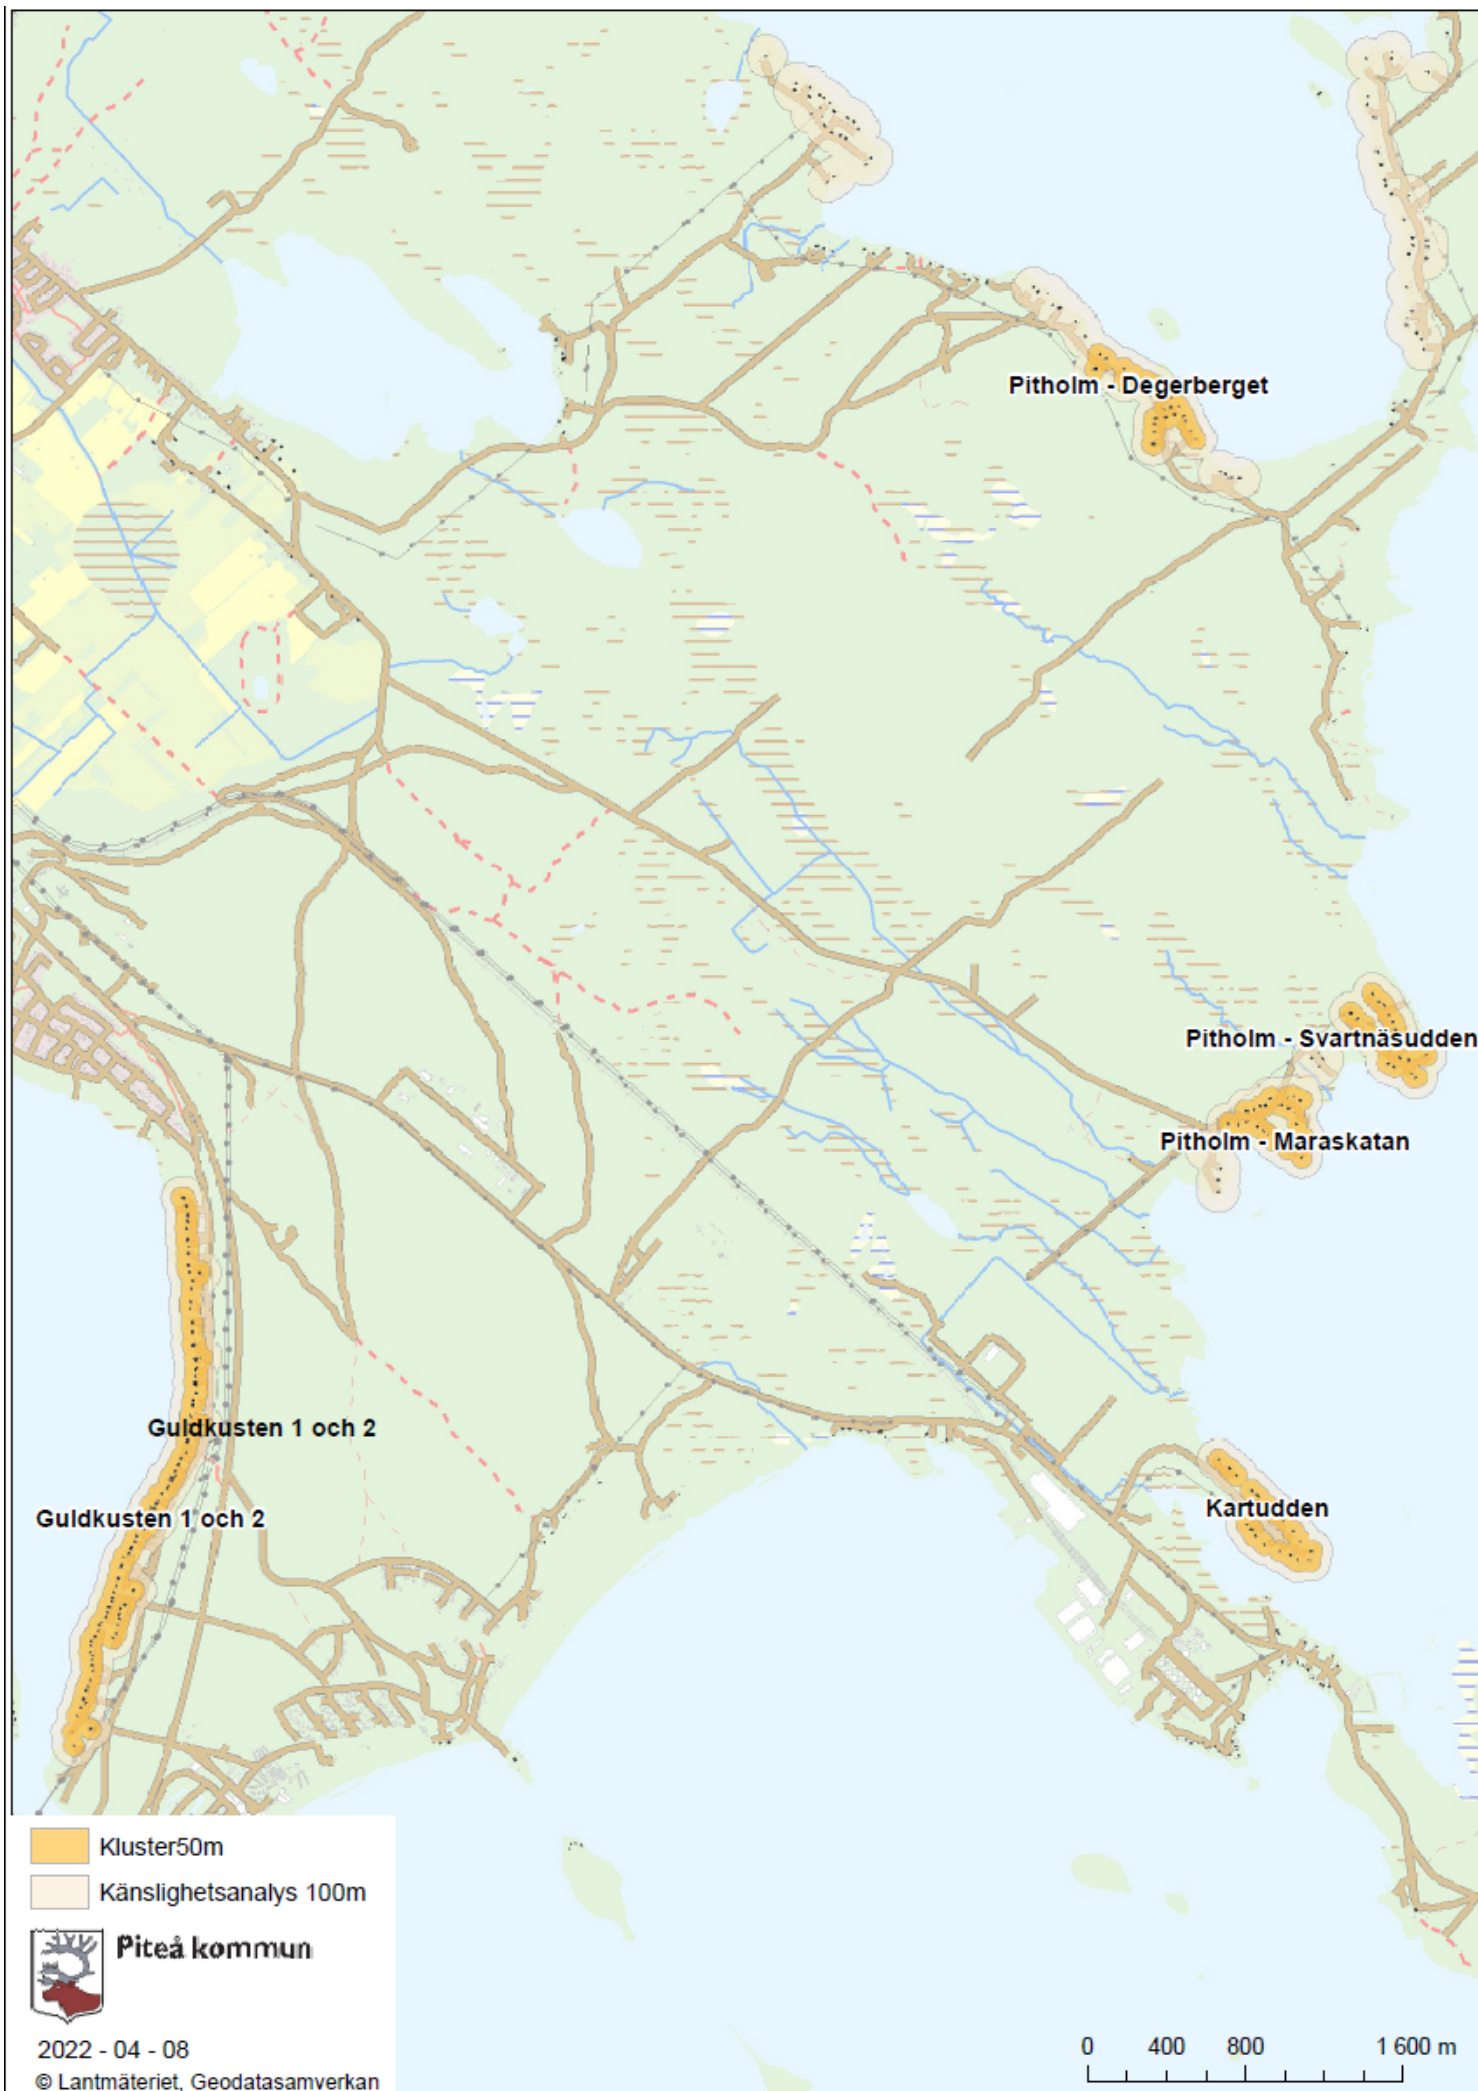 Pitholm - Degerberget
Pitholm - Svartnäsudden
Pitholm - Maraskatan
Guldkusten 1 och 2
Kartudden
Guldkusten 1 och 2
Kluster50m
Känslighetsanalys 100m
Piteå kommun
2022 - 04 - 08
© Lantmäteriet, Geodatasamverkan
0 400 800 1 600 m